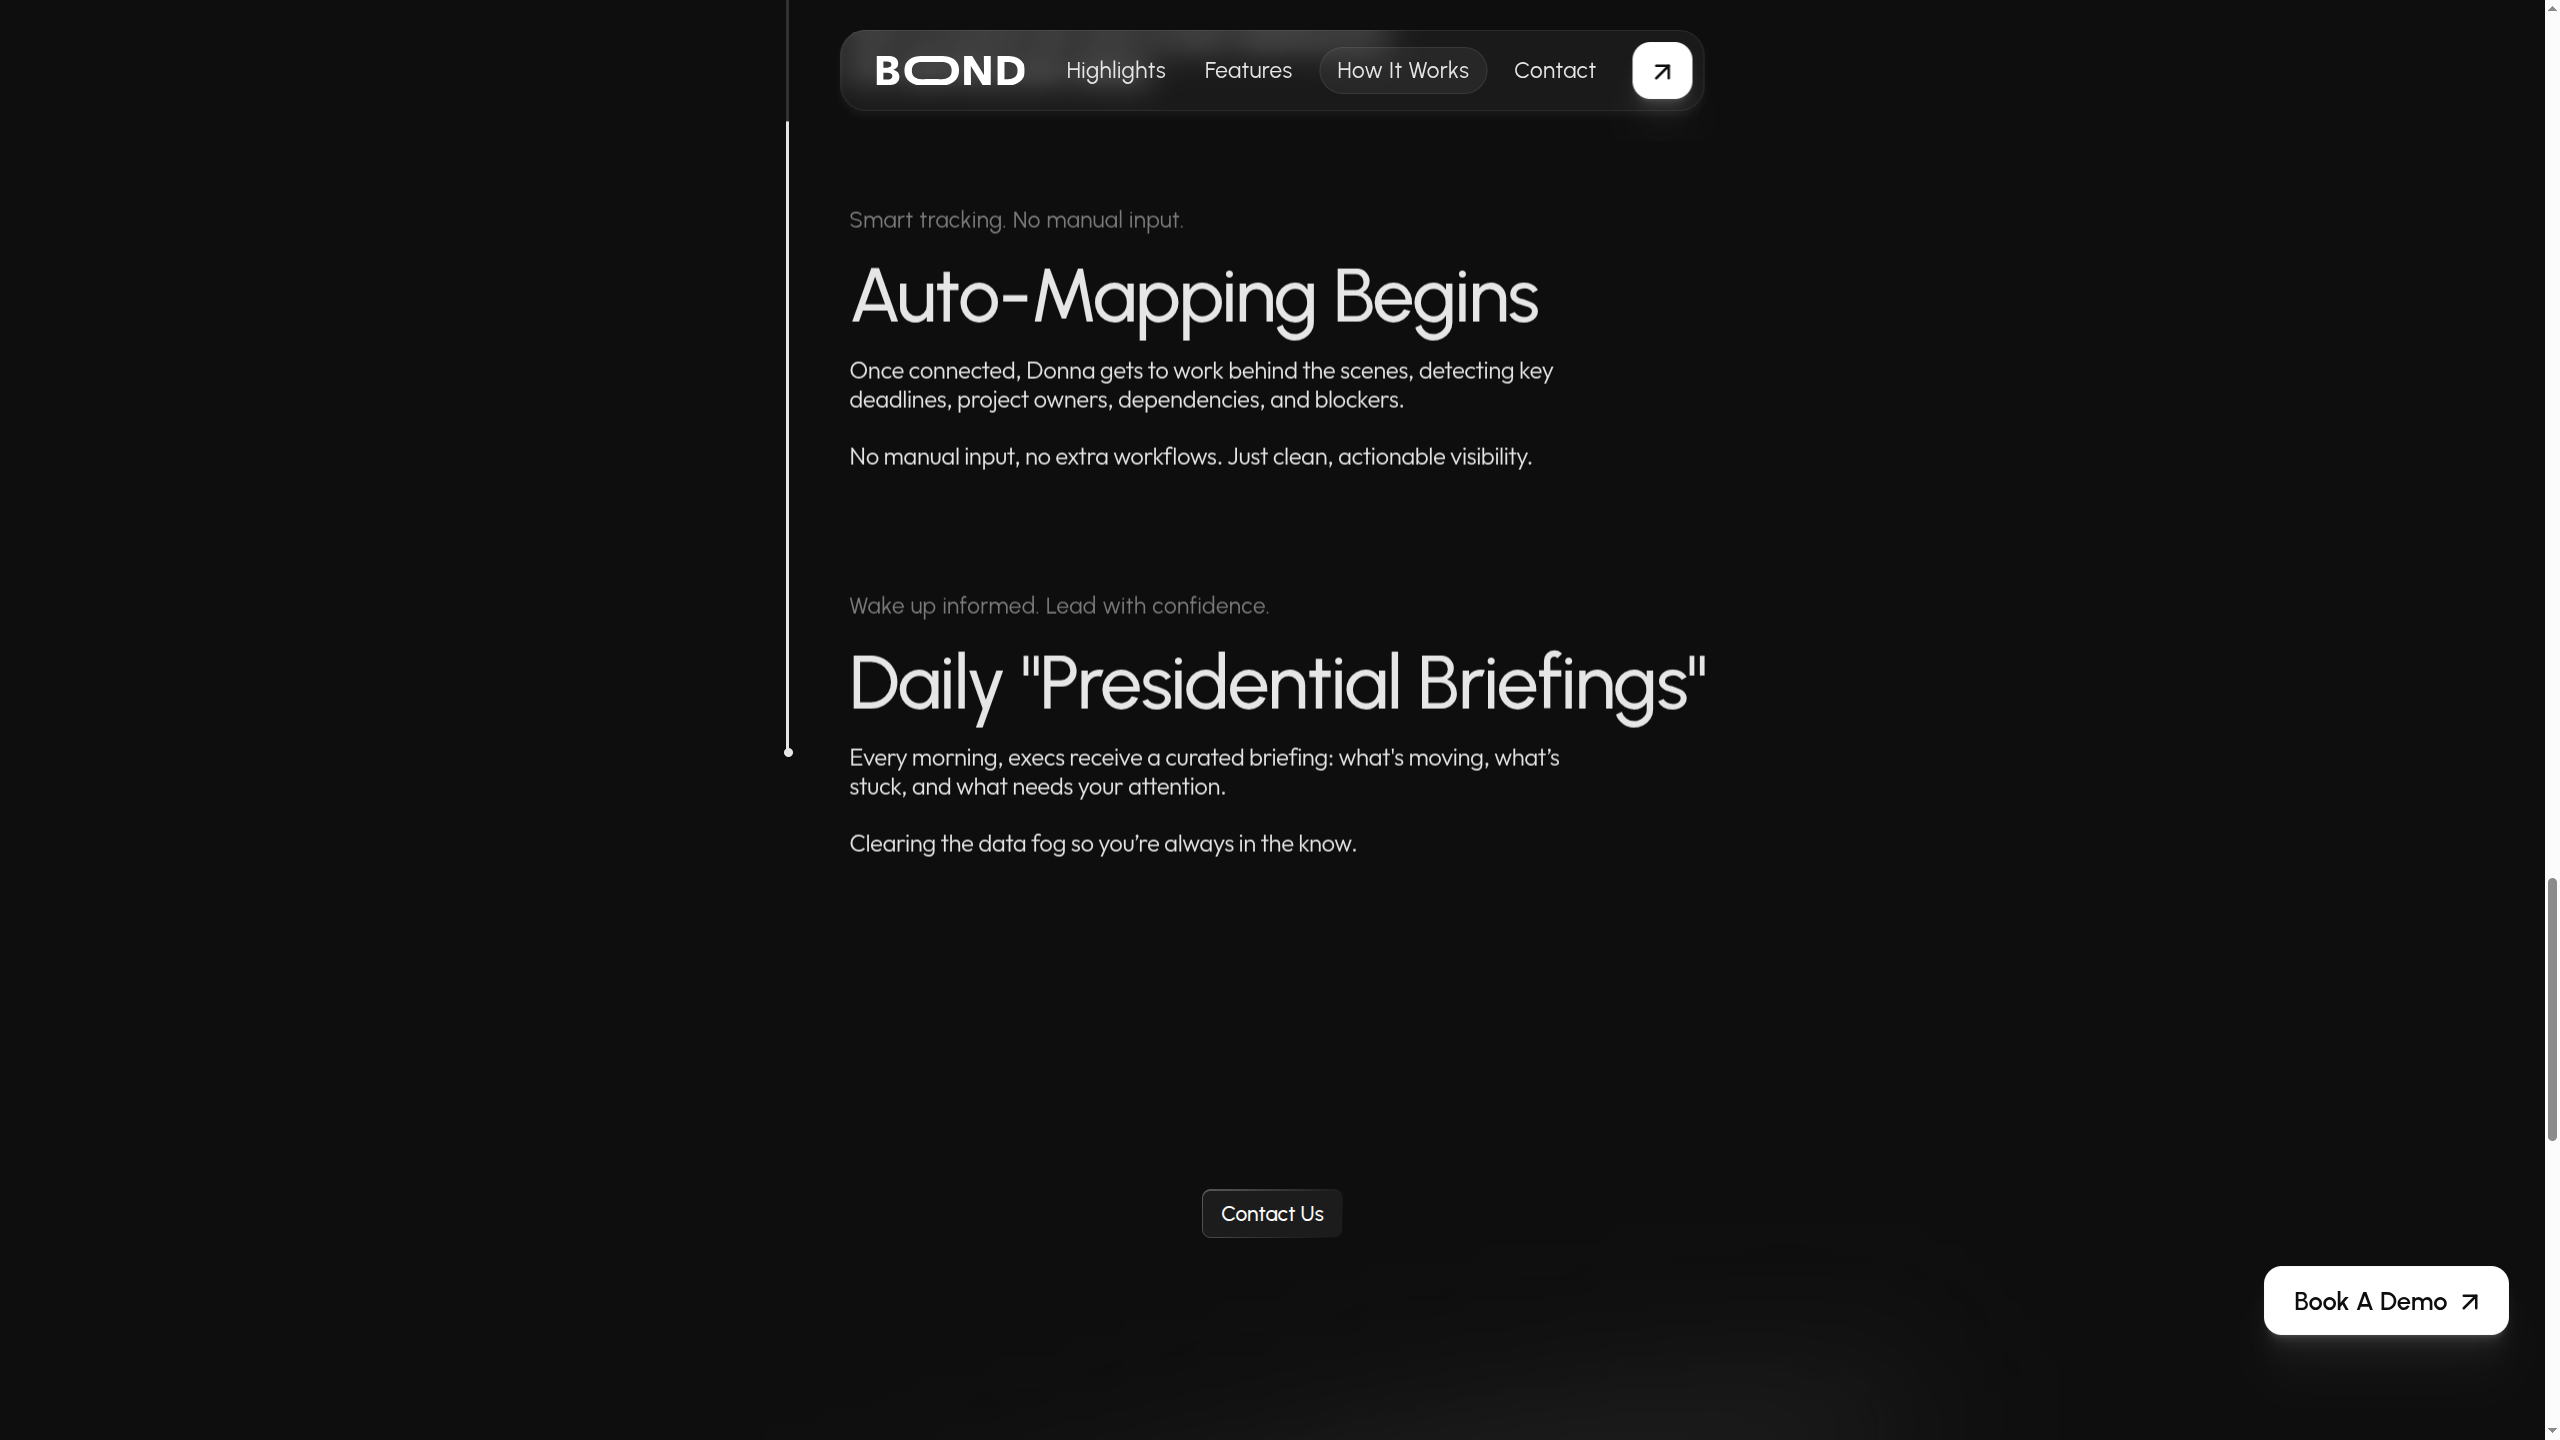 BOND
Highlights
Features
How It Works
Contact
Smart tracking. No manual input.
Auto-Mapping Begins
Once connected, Donna gets to work behind the scenes, detecting key
deadlines, project owners, dependencies, and blockers.
No manual input, no extra workflows. Just clean, actionable visibility.
Wake up informed. Lead with confidence.
Daily "Presidential Briefings"
Every morning, execs receive a curated briefing: what's moving, what’s
stuck, and what needs your attention.
Clearing the data fog so you’re always in the know.
Contact Us
Book A Demo